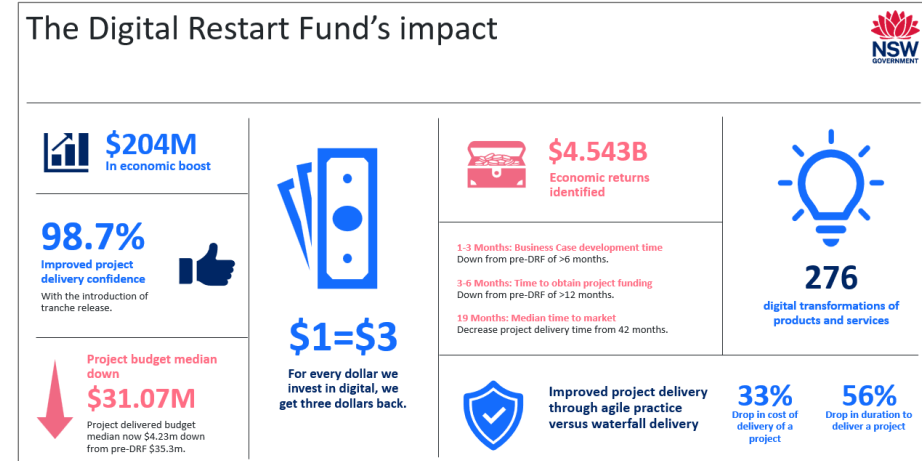 The Digital Restart Fund's impact
NSW
GOVERNMENT
$204M
In economic boost
98.7%
Improved project
delivery confidence
With the introduction of
tranche release.
Project budget median
down
$31.07M
Project delivered budget
median now $4.23m down
from pre-DRF $35.3m.
$1=$3
For every dollar we
invest in digital, we
get three dollars back.
$4.543B
Economic returns
identified
1-3 Months: Business Case development time
Down from pre-DRF of >6 months.
3-6 Months: Time to obtain project funding
Down from pre-DRF of >12 months.
19 Months: Median time to market
Decrease project delivery time from 42 months.
276
digital transformations of
products and services
Improved project delivery
through agile practice
versus waterfall delivery
33%
Drop in cost of
delivery of a
project
56%
Drop in duration to
deliver a project